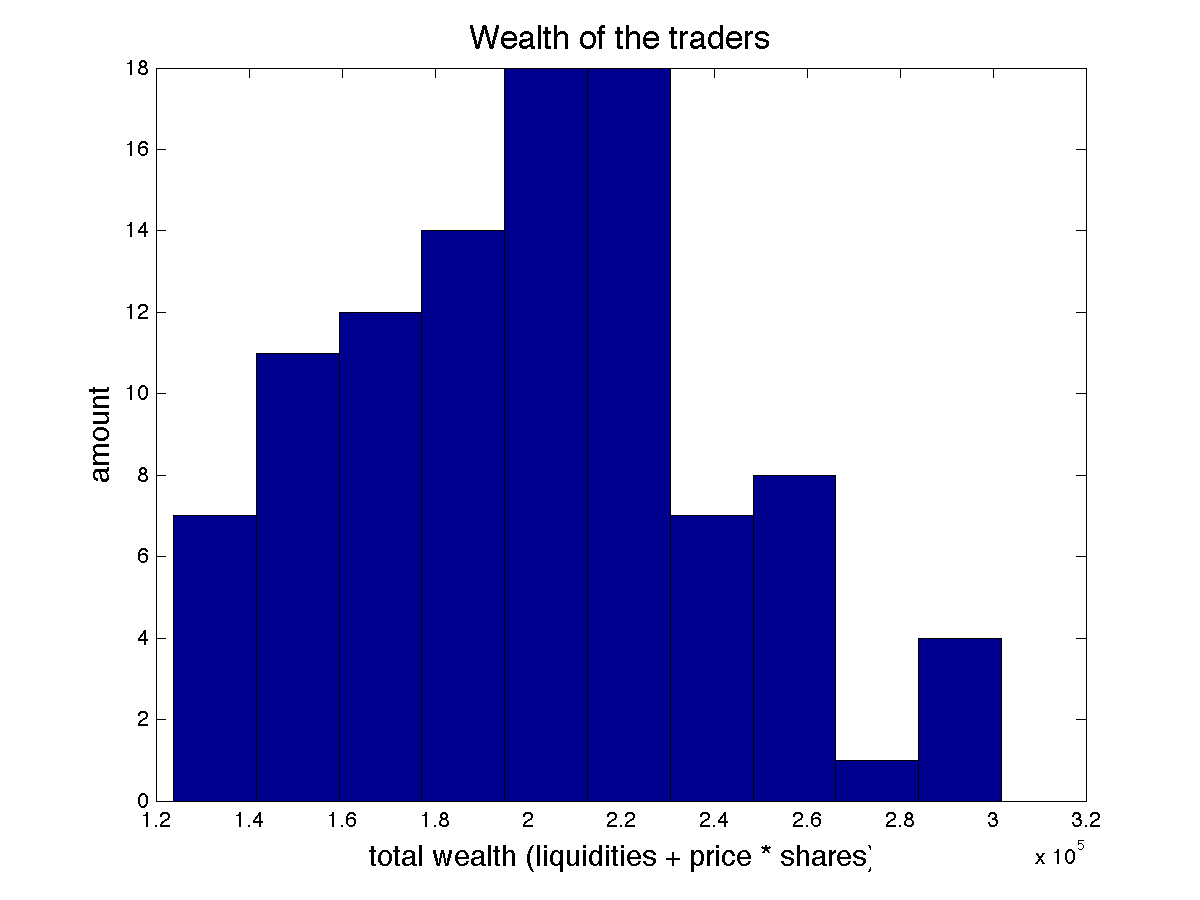 Wealth of the traders
18
16
14
12
10
8
6
4
2
0
amount
1.2 1.4 1.6 1.8 2 2.2 2.4 2.6 2.8 3 3.2
x 10^5
total wealth (liquidities + price * shares)